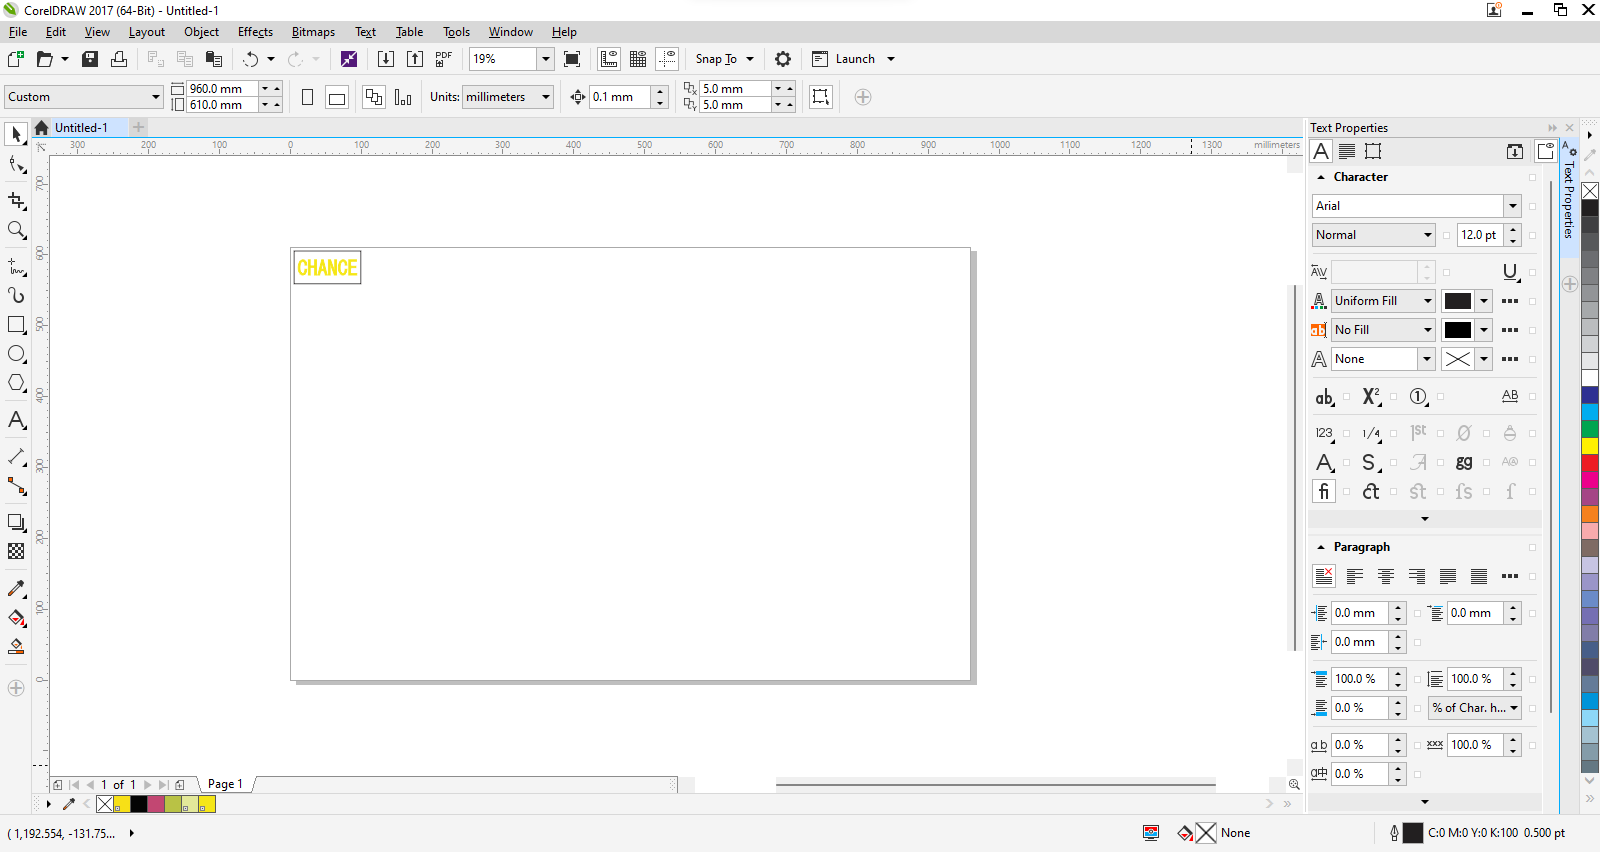 CorelDRAW 2017 (64-Bit) - Untitled-1
File Edit View Layout Object Effects Bitmaps Text Table Tools Window Help
PDF 19% Snap To Launch
Custom 960.0 mm 610.0 mm Units: millimeters 0.1 mm 5.0 mm 5.0 mm
Untitled-1
300 200 100 0 100 200 300 400 500 600 700 800 900 1000 1100 1200 1300 millimeters
700
600
500
400
300
200
100
0
CHANCE
Text Properties
Character
Arial
Normal 12.0 pt
Uniform Fill
No Fill
None
Text Properties
Paragraph
0.0 mm 0.0 mm
0.0 mm
100.0 % 100.0 %
0.0 % % of Char. h...
0.0 % 100.0 %
0.0 %
1 of 1 Page 1
( 1,192.554, -131.75... None C:0 M:0 Y:0 K:100 0.500 pt